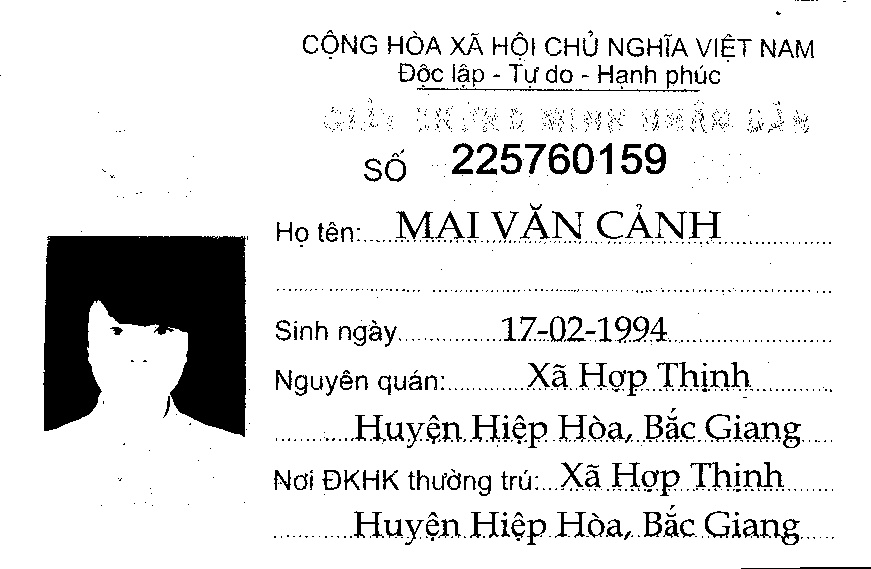 CỘNG HÒA XÃ HỘI CHỦ NGHĨA VIỆT NAM
Độc lập - Tự do - Hạnh phúc
GIẤY CHỨNG MINH NHÂN DÂN
SỐ 225760159
Họ tên: MAI VĂN CẢNH
Sinh ngày 17-02-1994
Nguyên quán: Xã Hợp Thịnh
Huyện Hiệp Hòa, Bắc Giang
Nơi ĐKHK thường trú: Xã Hợp Thịnh
Huyện Hiệp Hòa, Bắc Giang